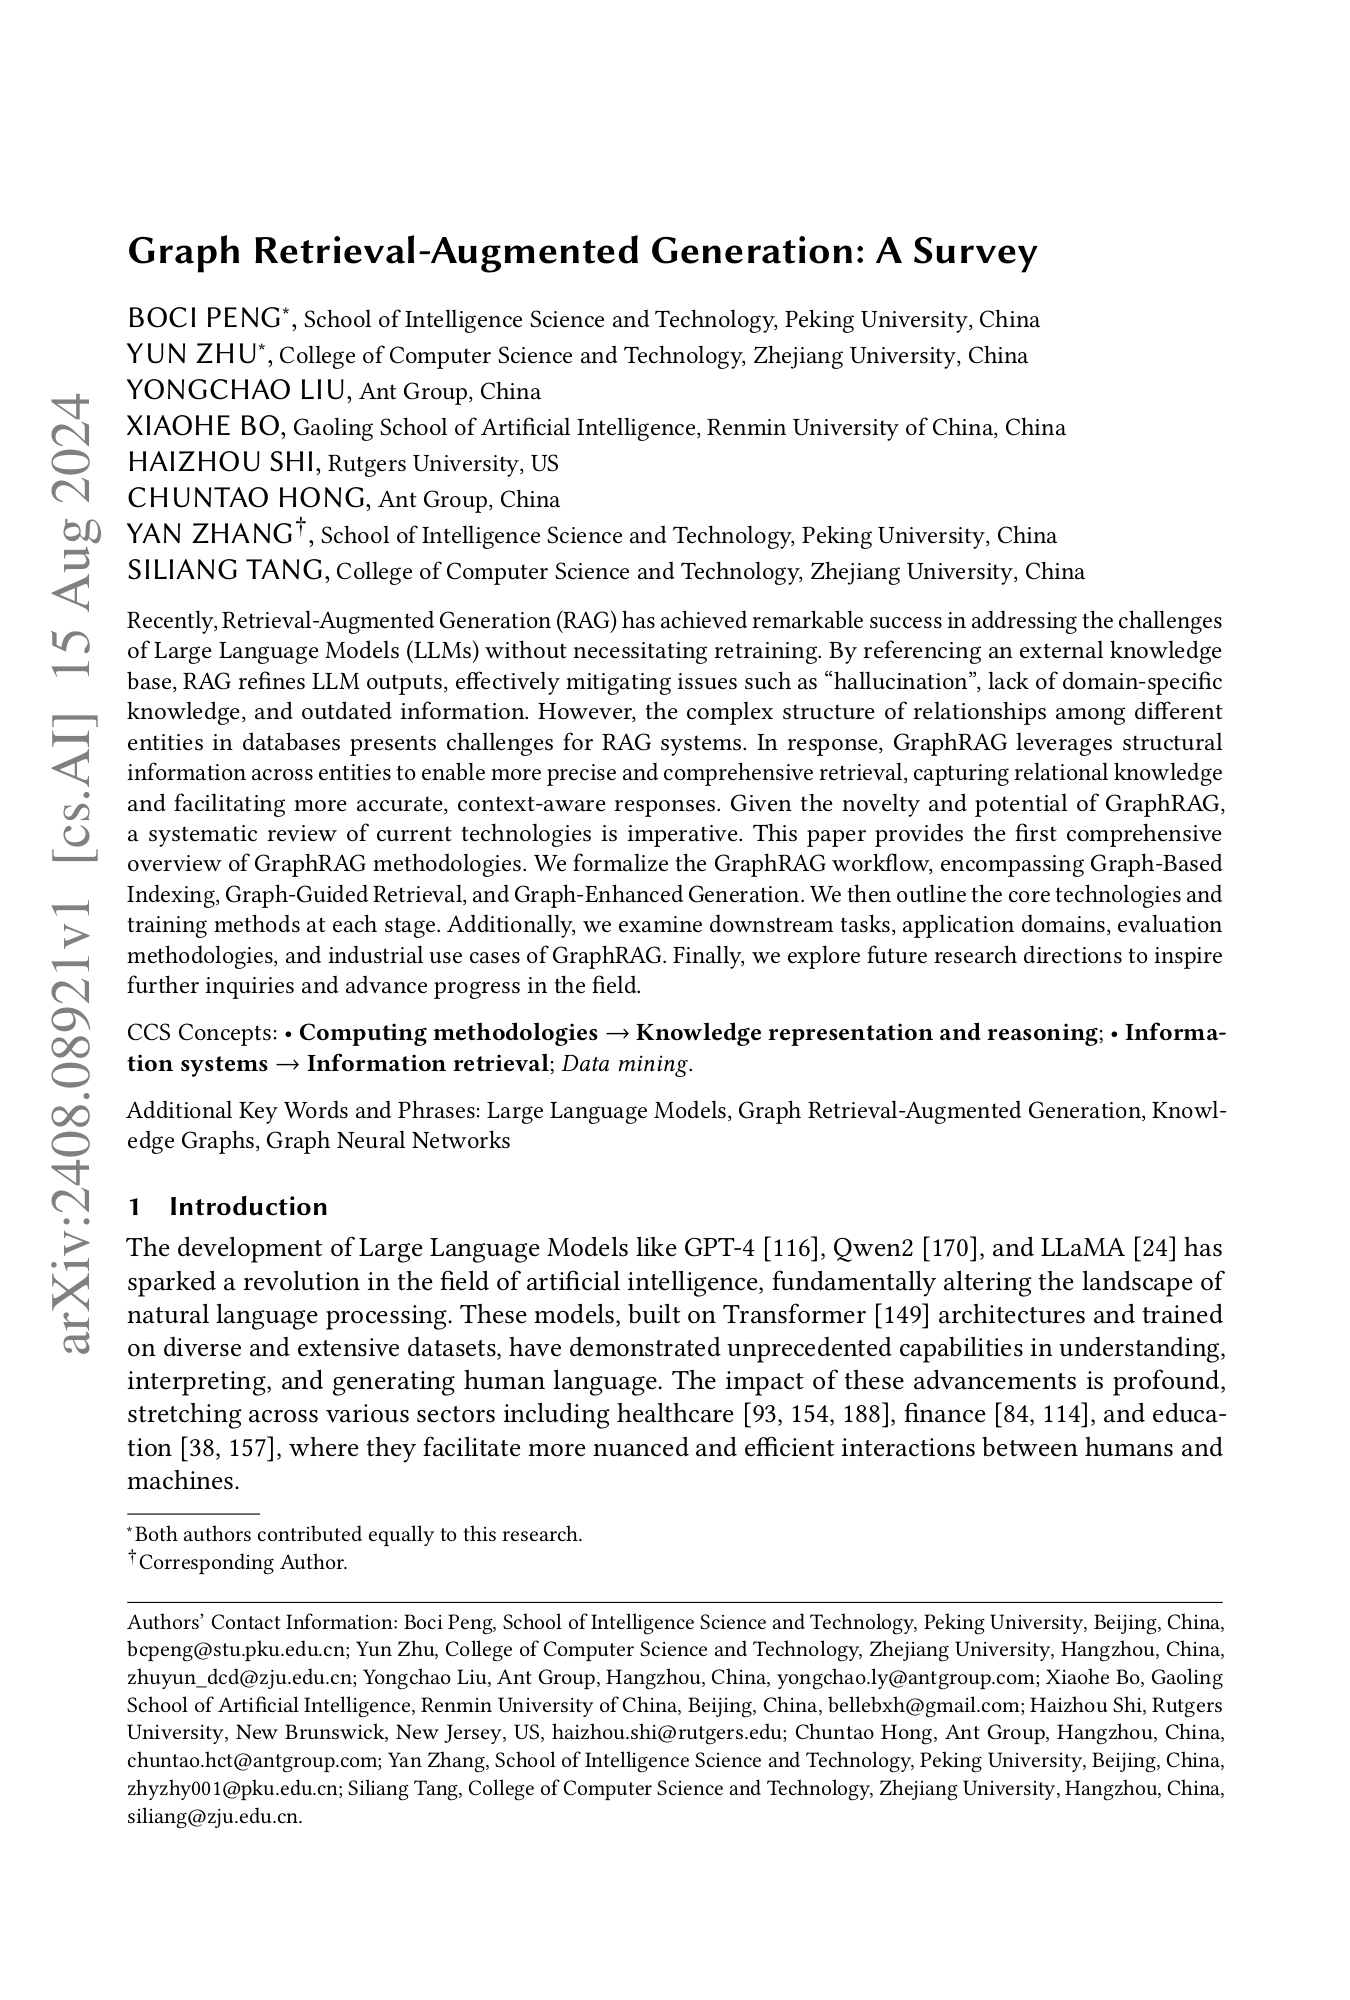 arXiv:2408.08921v1 [cs.AI] 15 Aug 2024
Graph Retrieval-Augmented Generation: A Survey
BOCI PENG*, School of Intelligence Science and Technology, Peking University, China
YUN ZHU*, College of Computer Science and Technology, Zhejiang University, China
YONGCHAO LIU, Ant Group, China
XIAOHE BO, Gaoling School of Artificial Intelligence, Renmin University of China, China
HAIZHOU SHI, Rutgers University, US
CHUNTAO HONG, Ant Group, China
YAN ZHANG†, School of Intelligence Science and Technology, Peking University, China
SILIANG TANG, College of Computer Science and Technology, Zhejiang University, China
Recently, Retrieval-Augmented Generation (RAG) has achieved remarkable success in addressing the challenges
of Large Language Models (LLMs) without necessitating retraining. By referencing an external knowledge
base, RAG refines LLM outputs, effectively mitigating issues such as “hallucination”, lack of domain-specific
knowledge, and outdated information. However, the complex structure of relationships among different
entities in databases presents challenges for RAG systems. In response, GraphRAG leverages structural
information across entities to enable more precise and comprehensive retrieval, capturing relational knowledge
and facilitating more accurate, context-aware responses. Given the novelty and potential of GraphRAG,
a systematic review of current technologies is imperative. This paper provides the first comprehensive
overview of GraphRAG methodologies. We formalize the GraphRAG workflow, encompassing Graph-Based
Indexing, Graph-Guided Retrieval, and Graph-Enhanced Generation. We then outline the core technologies and
training methods at each stage. Additionally, we examine downstream tasks, application domains, evaluation
methodologies, and industrial use cases of GraphRAG. Finally, we explore future research directions to inspire
further inquiries and advance progress in the field.
CCS Concepts: • Computing methodologies → Knowledge representation and reasoning; • Informa-
tion systems → Information retrieval; Data mining.
Additional Key Words and Phrases: Large Language Models, Graph Retrieval-Augmented Generation, Knowl-
edge Graphs, Graph Neural Networks
1 Introduction
The development of Large Language Models like GPT-4 [116], Qwen2 [170], and LLaMA [24] has
sparked a revolution in the field of artificial intelligence, fundamentally altering the landscape of
natural language processing. These models, built on Transformer [149] architectures and trained
on diverse and extensive datasets, have demonstrated unprecedented capabilities in understanding,
interpreting, and generating human language. The impact of these advancements is profound,
stretching across various sectors including healthcare [93, 154, 188], finance [84, 114], and educa-
tion [38, 157], where they facilitate more nuanced and efficient interactions between humans and
machines.
*Both authors contributed equally to this research.
†Corresponding Author.
Authors’ Contact Information: Boci Peng, School of Intelligence Science and Technology, Peking University, Beijing, China,
bcpeng@stu.pku.edu.cn; Yun Zhu, College of Computer Science and Technology, Zhejiang University, Hangzhou, China,
zhuyun_dcd@zju.edu.cn; Yongchao Liu, Ant Group, Hangzhou, China, yongchao.ly@antgroup.com; Xiaohe Bo, Gaoling
School of Artificial Intelligence, Renmin University of China, Beijing, China, bellebxh@gmail.com; Haizhou Shi, Rutgers
University, New Brunswick, New Jersey, US, haizhou.shi@rutgers.edu; Chuntao Hong, Ant Group, Hangzhou, China,
chuntao.hct@antgroup.com; Yan Zhang, School of Intelligence Science and Technology, Peking University, Beijing, China,
zhyzhy001@pku.edu.cn; Siliang Tang, College of Computer Science and Technology, Zhejiang University, Hangzhou, China,
siliang@zju.edu.cn.